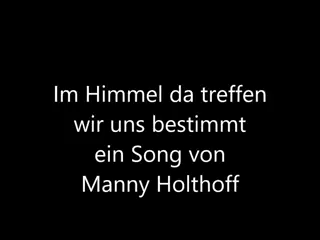 Im Himmel da treffen
wir uns bestimmt
ein Song von
Manny Holthoff